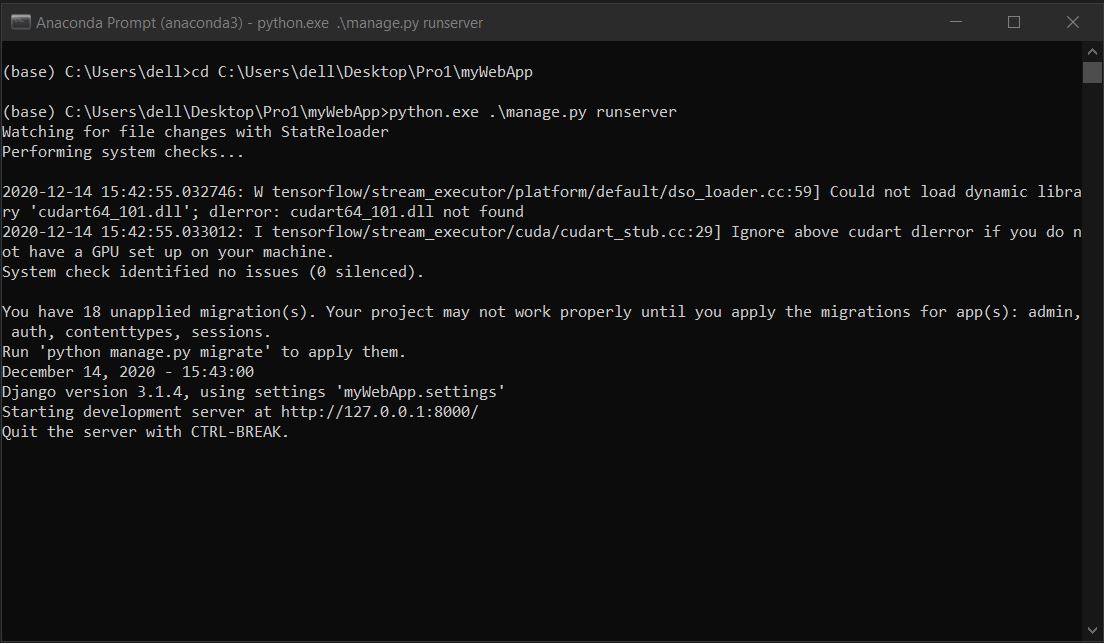 Anaconda Prompt (anaconda3) - python.exe .\manage.py runserver
(base) C:\Users\dell>cd C:\Users\dell\Desktop\Pro1\myWebApp
(base) C:\Users\dell\Desktop\Pro1\myWebApp>python.exe .\manage.py runserver
Watching for file changes with StatReloader
Performing system checks...
2020-12-14 15:42:55.032746: W tensorflow/stream_executor/platform/default/dso_loader.cc:59] Could not load dynamic libra
ry 'cudart64_101.dll'; dlerror: cudart64_101.dll not found
2020-12-14 15:42:55.033012: I tensorflow/stream_executor/cuda/cudart_stub.cc:29] Ignore above cudart dlerror if you do n
ot have a GPU set up on your machine.
System check identified no issues (0 silenced).
You have 18 unapplied migration(s). Your project may not work properly until you apply the migrations for app(s): admin,
 auth, contenttypes, sessions.
Run 'python manage.py migrate' to apply them.
December 14, 2020 - 15:43:00
Django version 3.1.4, using settings 'myWebApp.settings'
Starting development server at http://127.0.0.1:8000/
Quit the server with CTRL-BREAK.